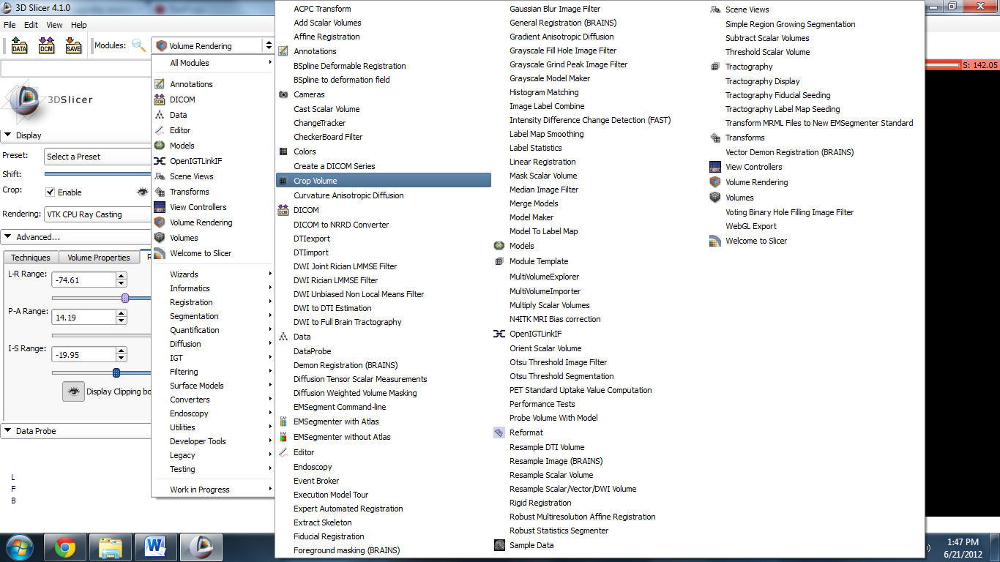 3D Slicer 4.1.0
File Edit View Help
DATA DCM SAVE Modules: Volume Rendering
3DSlicer
Display
Preset: Select a Preset
Shift:
Crop: Enable
Rendering: VTK CPU Ray Casting
Advanced...
Techniques Volume Properties R
L-R Range: -74.61
P-A Range: 14.19
I-S Range: -19.95
Display Clipping bo
Data Probe
L
F
B
All Modules
Annotations
DICOM
Data
Editor
Models
OpenIGTLinkIF
Scene Views
Transforms
View Controllers
Volume Rendering
Volumes
Welcome to Slicer
Wizards
Informatics
Registration
Segmentation
Quantification
Diffusion
IGT
Filtering
Surface Models
Converters
Endoscopy
Utilities
Developer Tools
Legacy
Testing
Work in Progress
ACPC Transform
Add Scalar Volumes
Affine Registration
Annotations
BSpline Deformable Registration
BSpline to deformation field
Cameras
Cast Scalar Volume
ChangeTracker
CheckerBoard Filter
Colors
Create a DICOM Series
Crop Volume
Curvature Anisotropic Diffusion
DICOM
DICOM to NRRD Converter
DTIexport
DTIimport
DWI Joint Rician LMMSE Filter
DWI Rician LMMSE Filter
DWI Unbiased Non Local Means Filter
DWI to DTI Estimation
DWI to Full Brain Tractography
Data
DataProbe
Demon Registration (BRAINS)
Diffusion Tensor Scalar Measurements
Diffusion Weighted Volume Masking
EMSegment Command-line
EMSegmenter with Atlas
EMSegmenter without Atlas
Editor
Endoscopy
Event Broker
Execution Model Tour
Expert Automated Registration
Extract Skeleton
Fiducial Registration
Foreground masking (BRAINS)
Gaussian Blur Image Filter
General Registration (BRAINS)
Gradient Anisotropic Diffusion
Grayscale Fill Hole Image Filter
Grayscale Grind Peak Image Filter
Grayscale Model Maker
Histogram Matching
Image Label Combine
Intensity Difference Change Detection (FAST)
Label Map Smoothing
Label Statistics
Linear Registration
Mask Scalar Volume
Median Image Filter
Merge Models
Model Maker
Model To Label Map
Models
Module Template
MultiVolumeExplorer
MultiVolumeImporter
Multiply Scalar Volumes
N4ITK MRI Bias correction
OpenIGTLinkIF
Orient Scalar Volume
Otsu Threshold Image Filter
Otsu Threshold Segmentation
PET Standard Uptake Value Computation
Performance Tests
Probe Volume With Model
Reformat
Resample DTI Volume
Resample Image (BRAINS)
Resample Scalar Volume
Resample Scalar/Vector/DWI Volume
Rigid Registration
Robust Multiresolution Affine Registration
Robust Statistics Segmenter
Sample Data
Scene Views
Simple Region Growing Segmentation
Subtract Scalar Volumes
Threshold Scalar Volume
Tractography
Tractography Display
Tractography Fiducial Seeding
Tractography Label Map Seeding
Transform MRML Files to New EMSegmenter Standard
Transforms
Vector Demon Registration (BRAINS)
View Controllers
Volume Rendering
Volumes
Voting Binary Hole Filling Image Filter
WebGL Export
Welcome to Slicer
S: 142.05
1:47 PM
6/21/2012